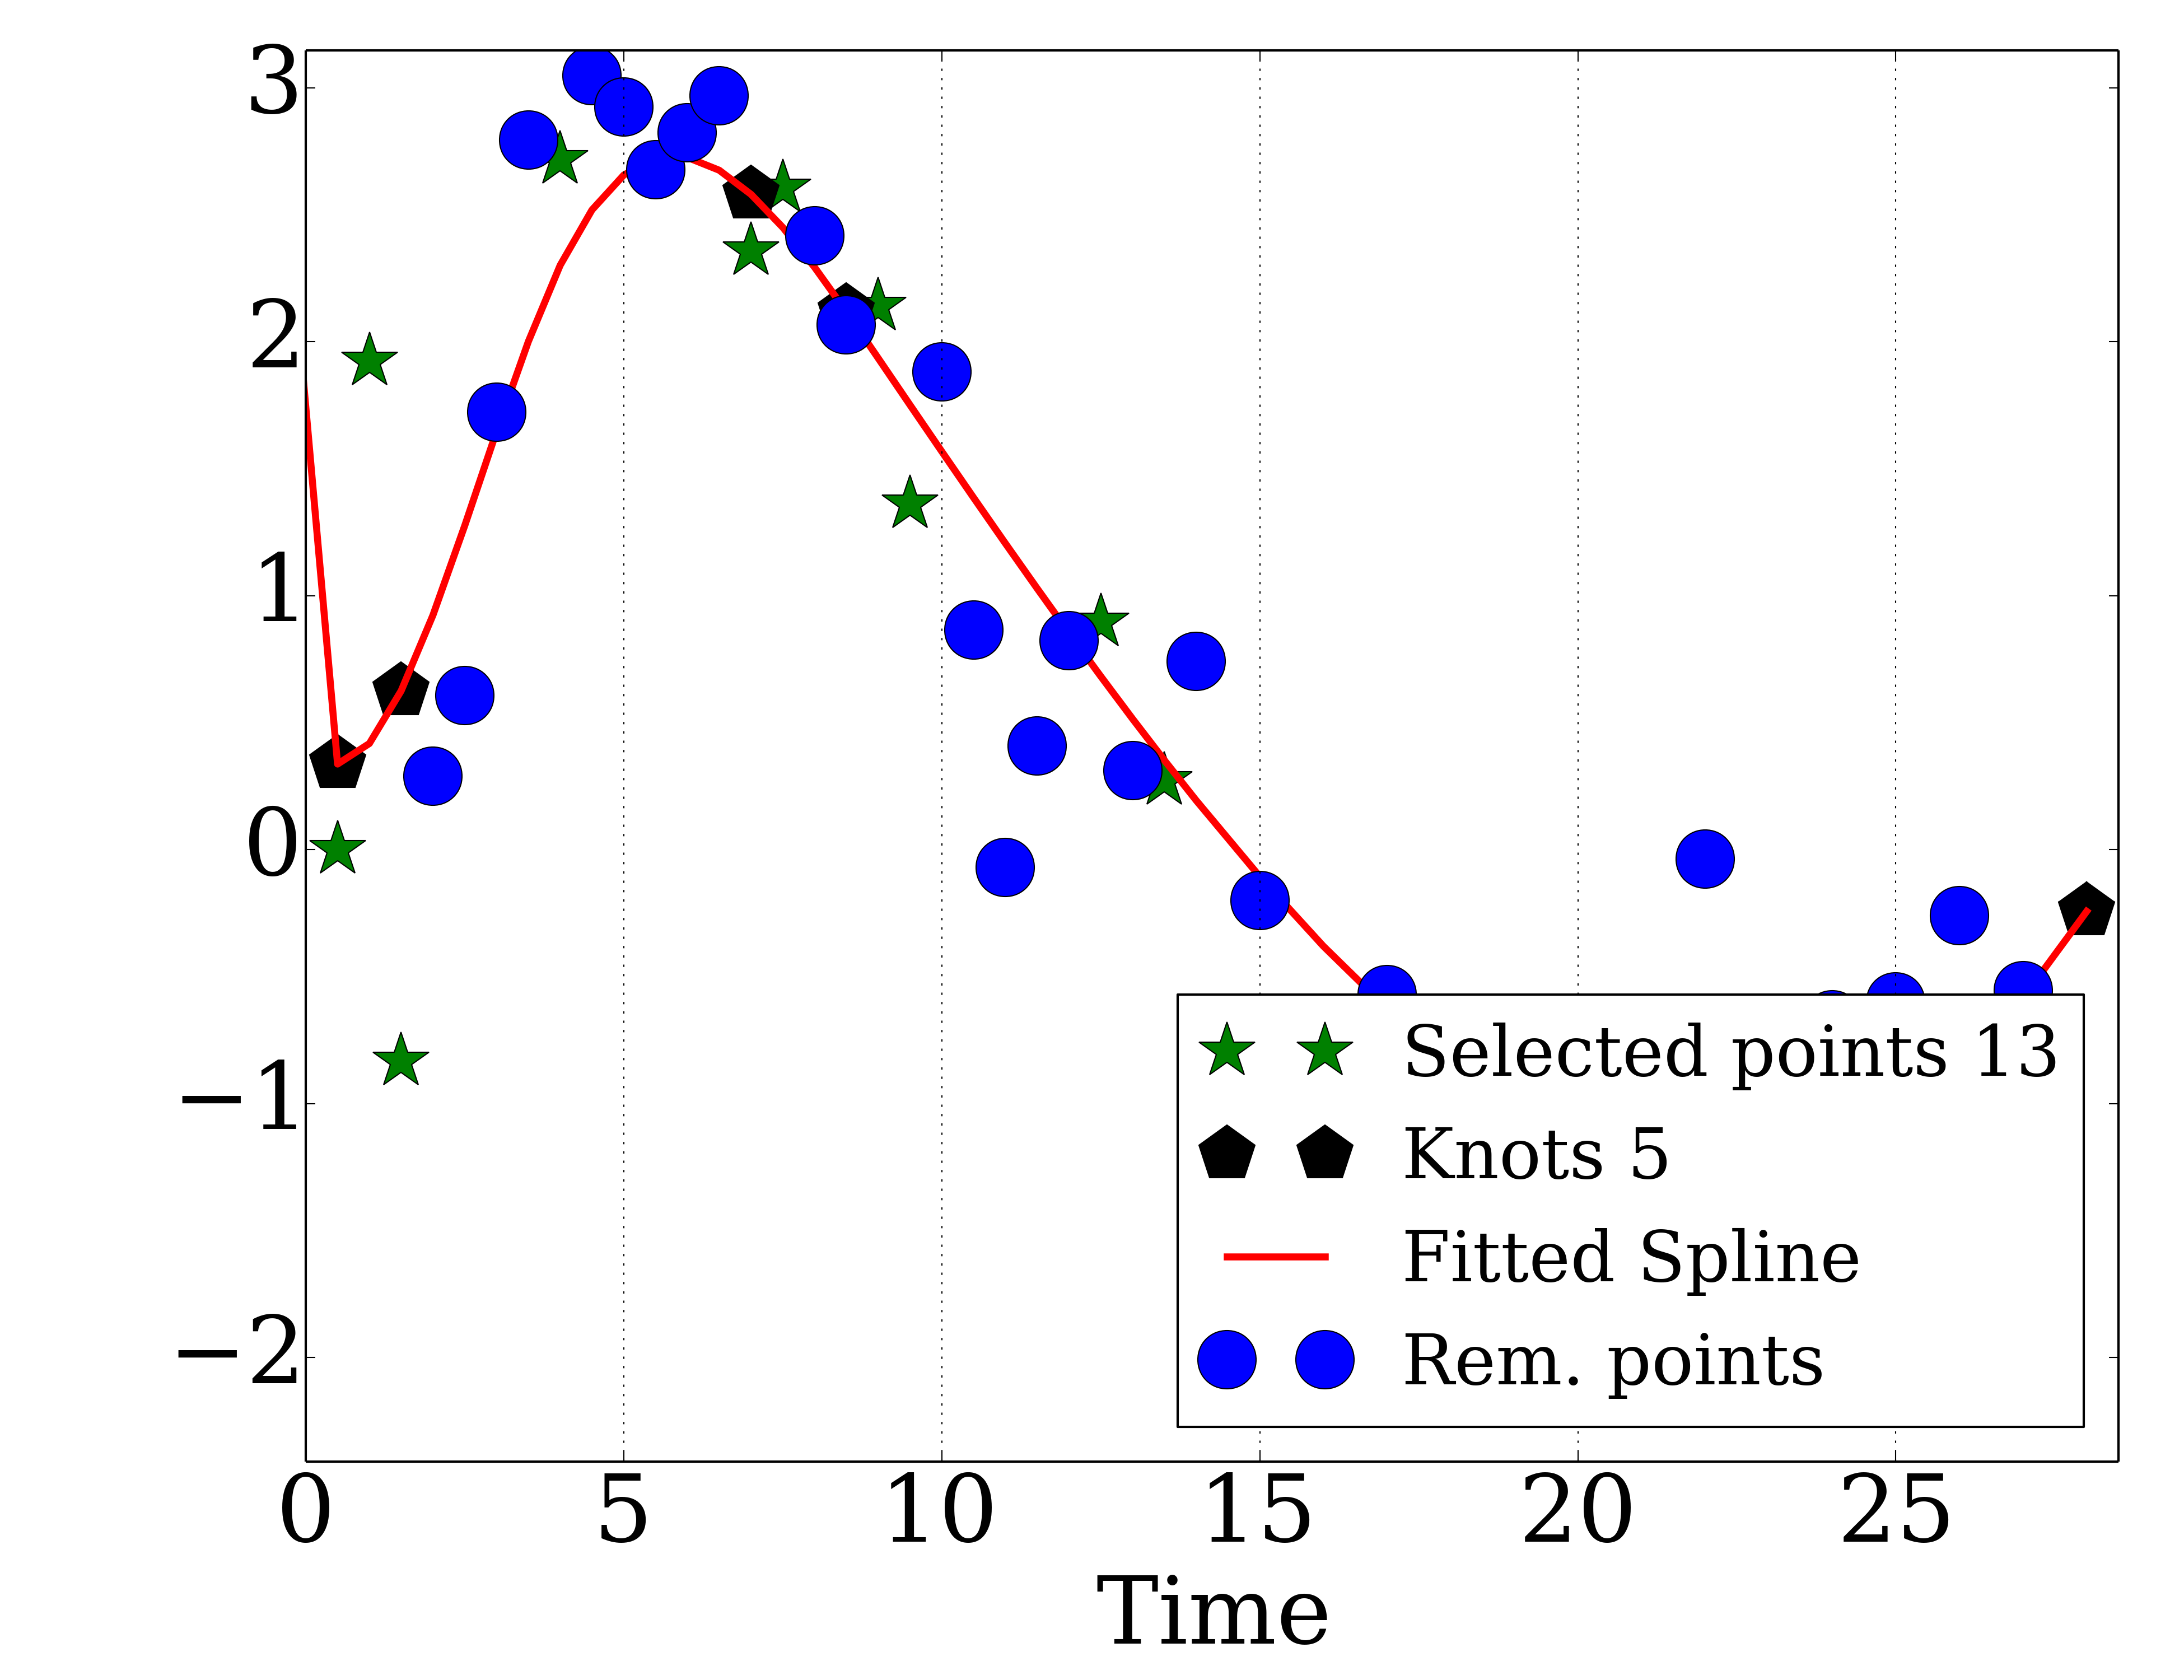 3
2
1
0
−1
−2
Selected points 13
Knots 5
Fitted Spline
Rem. points
0 5 10 15 20 25
Time